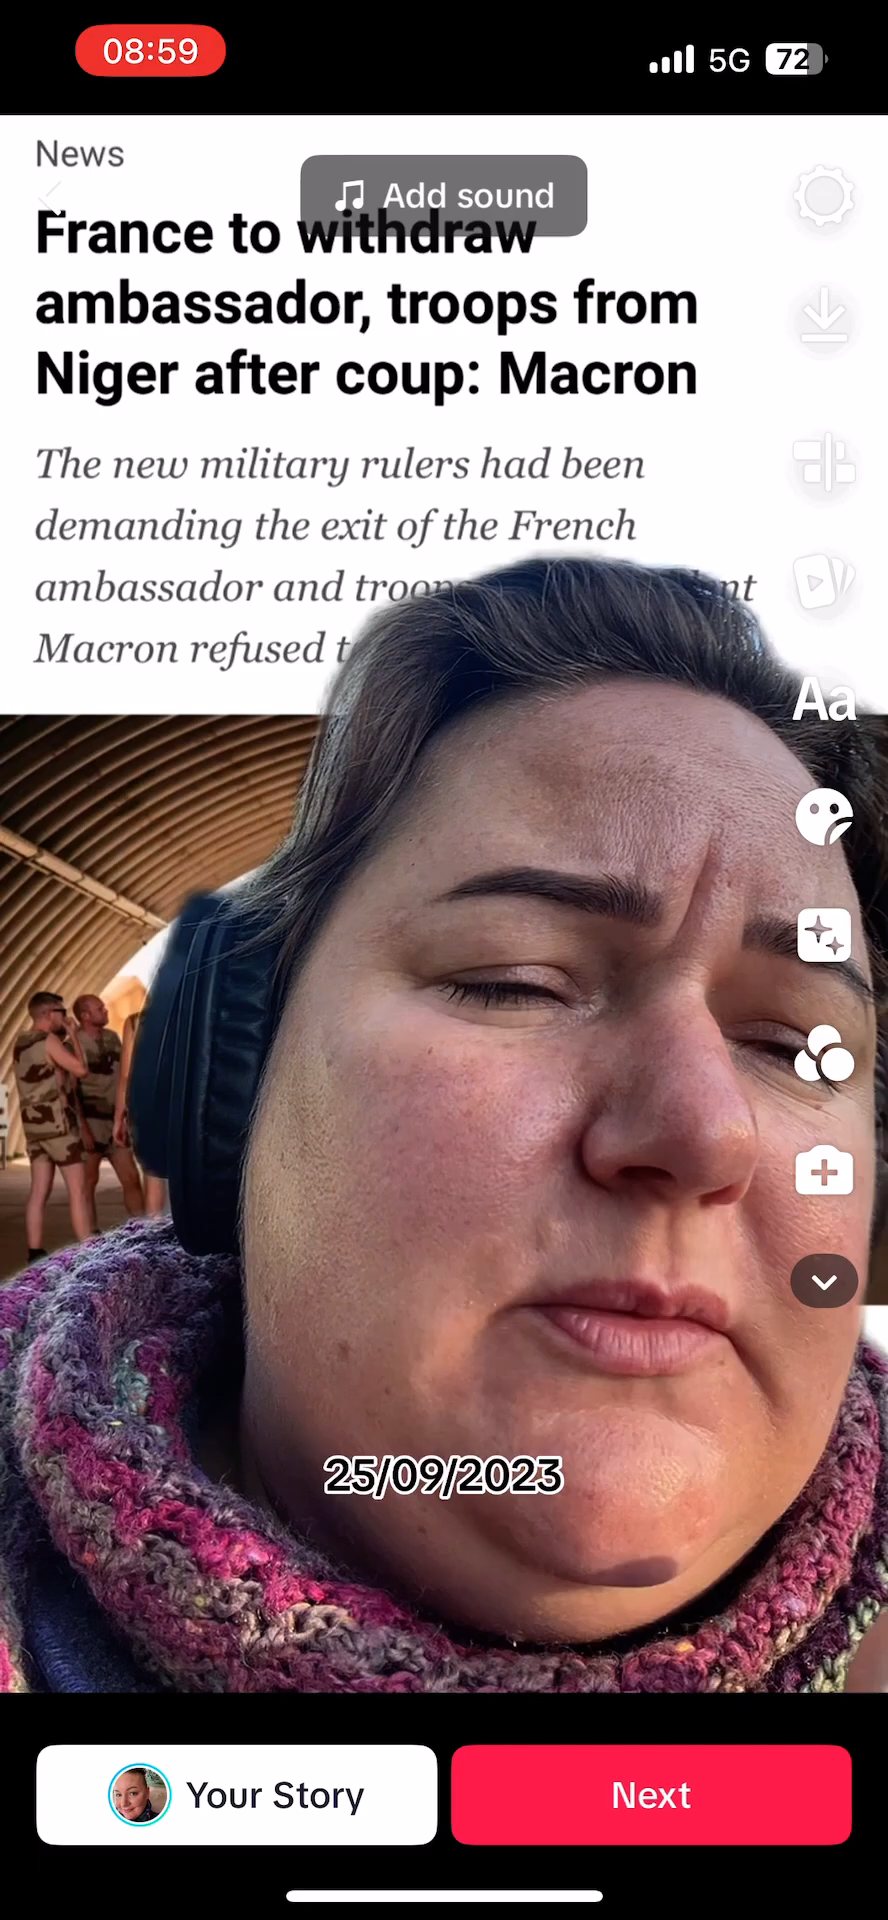 08:59
5G
72
News
Add sound
France to withdraw
ambassador, troops from
Niger after coup: Macron
The new military rulers had been
demanding the exit of the French
ambassador and troops
Macron refused
Aa
25/09/2023
Your Story
Next